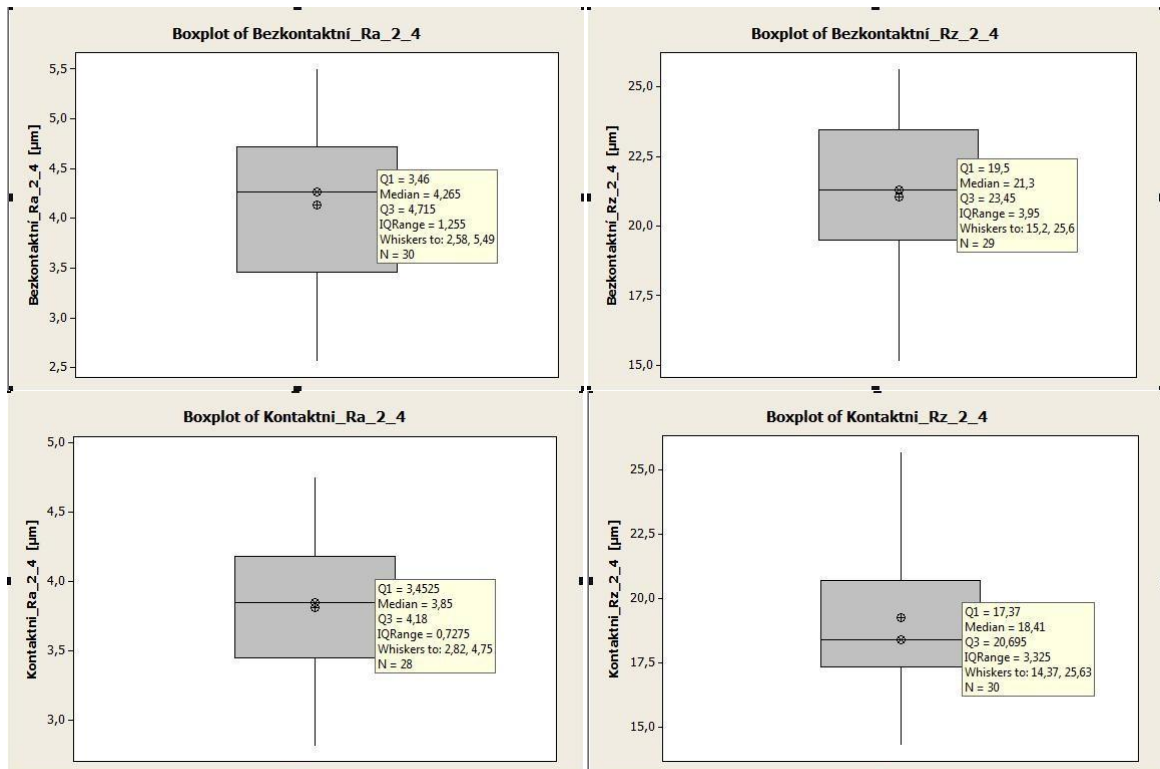 Boxplot of Bezkontaktní_Ra_2_4
5,5
5,0
4,5
4,0
3,5
3,0
2,5
Bezkontaktní_Ra_2_4 [µm]
Q1 = 3,46
Median = 4,265
Q3 = 4,715
IQRange = 1,255
Whiskers to: 2,58, 5,49
N = 30
Boxplot of Bezkontaktní_Rz_2_4
25,0
22,5
20,0
17,5
15,0
Bezkontaktní_Rz_2_4 [µm]
Q1 = 19,5
Median = 21,3
Q3 = 23,45
IQRange = 3,95
Whiskers to: 15,2, 25,6
N = 29
Boxplot of Kontaktní_Ra_2_4
5,0
4,5
4,0
3,5
3,0
Kontaktní_Ra_2_4 [µm]
Q1 = 3,4525
Median = 3,85
Q3 = 4,18
IQRange = 0,7275
Whiskers to: 2,82, 4,75
N = 28
Boxplot of Kontaktní_Rz_2_4
25,0
22,5
20,0
17,5
15,0
Kontaktní_Rz_2_4 [µm]
Q1 = 17,37
Median = 18,41
Q3 = 20,695
IQRange = 3,325
Whiskers to: 14,37, 25,63
N = 30